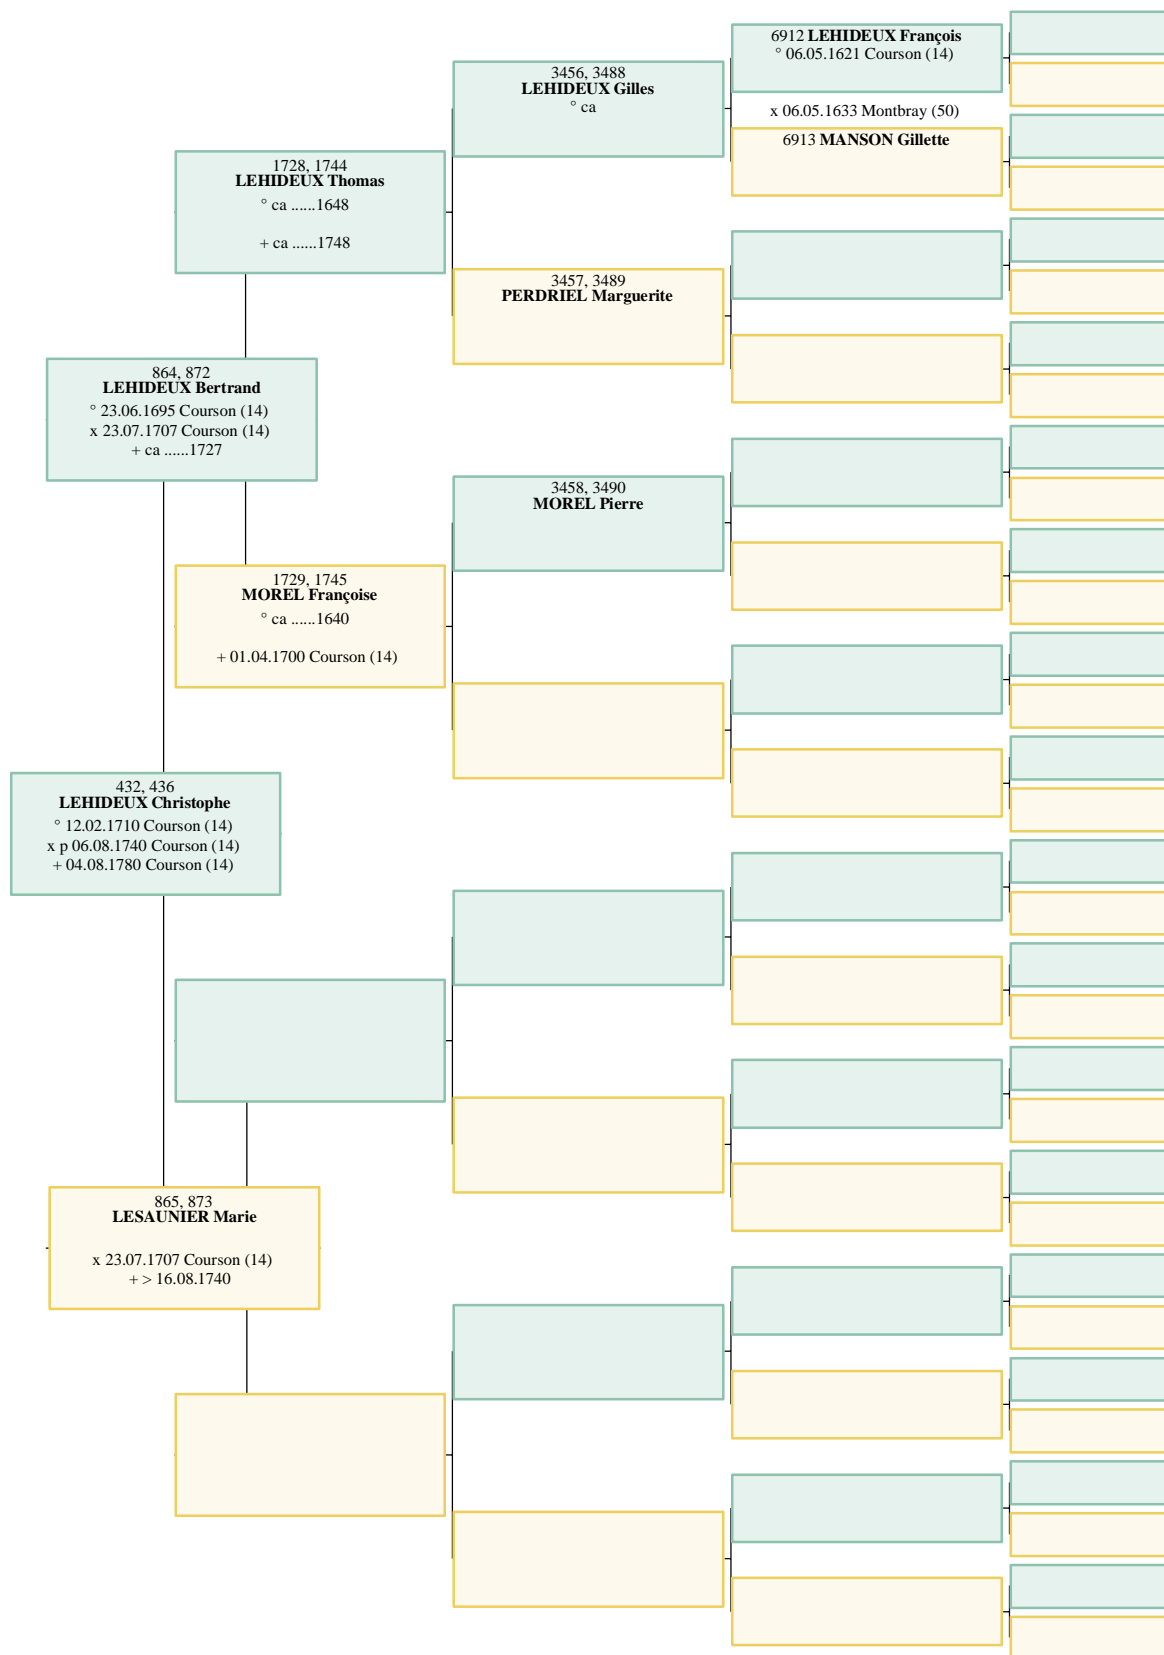 6912 LEHIDEUX François
° 06.05.1621 Courson (14)
x 06.05.1633 Montbray (50)
6913 MANSON Gillette
3456, 3488
LEHIDEUX Gilles
° ca
1728, 1744
LEHIDEUX Thomas
° ca ......1648
+ ca ......1748
3457, 3489
PERDRIEL Marguerite
864, 872
LEHIDEUX Bertrand
° 23.06.1695 Courson (14)
x 23.07.1707 Courson (14)
+ ca ......1727
3458, 3490
MOREL Pierre
1729, 1745
MOREL Françoise
° ca ......1640
+ 01.04.1700 Courson (14)
432, 436
LEHIDEUX Christophe
° 12.02.1710 Courson (14)
x p 06.08.1740 Courson (14)
+ 04.08.1780 Courson (14)
865, 873
LESAUNIER Marie
x 23.07.1707 Courson (14)
+ > 16.08.1740